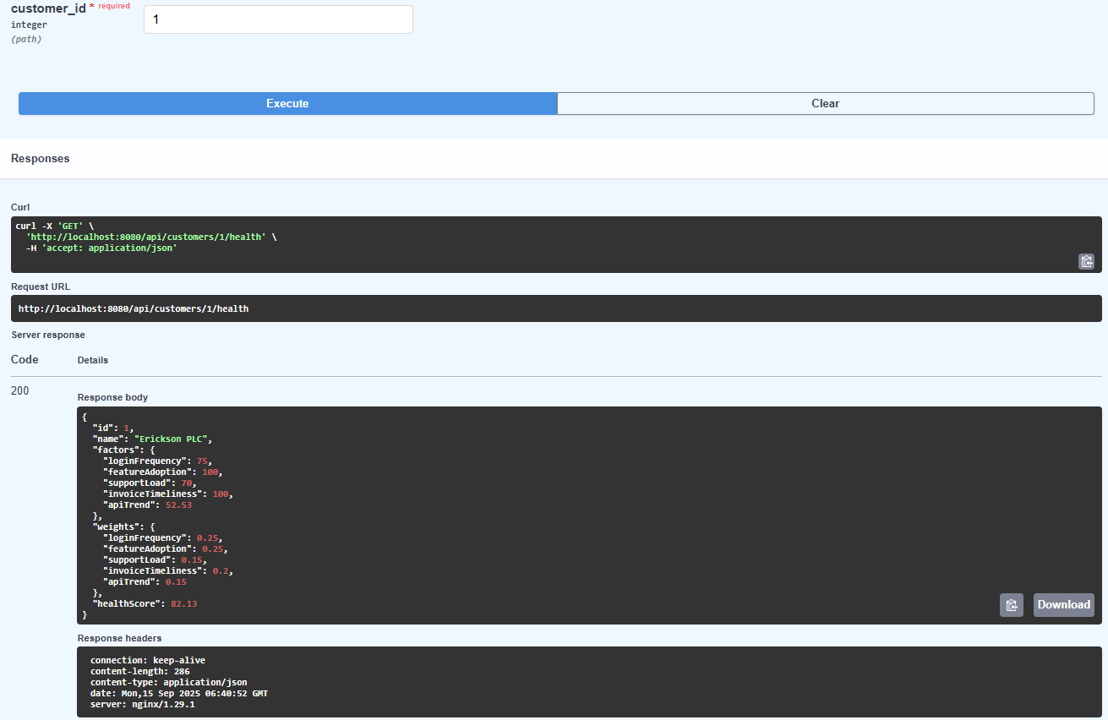 customer_id * required
integer
(path)
1
Execute
Clear
Responses
Curl
curl -X 'GET' \
  'http://localhost:8080/api/customers/1/health' \
  -H 'accept: application/json'
Request URL
http://localhost:8080/api/customers/1/health
Server response
Code
Details
200
Response body
{
  "id": 1,
  "name": "Erickson PLC",
  "factors": {
    "loginFrequency": 75,
    "featureAdoption": 100,
    "supportLoad": 70,
    "invoiceTimeliness": 100,
    "apiTrend": 52.53
  },
  "weights": {
    "loginFrequency": 0.25,
    "featureAdoption": 0.25,
    "supportLoad": 0.15,
    "invoiceTimeliness": 0.2,
    "apiTrend": 0.15
  },
  "healthScore": 82.13
}
Download
Response headers
connection: keep-alive
content-length: 286
content-type: application/json
date: Mon,15 Sep 2025 06:40:52 GMT
server: nginx/1.29.1